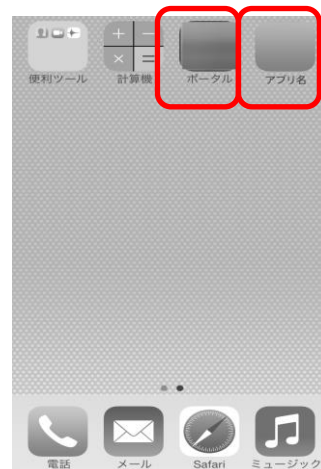 便利ツール
計算機
ポータル
アプリ名
電話
メール
Safari
ミュージック